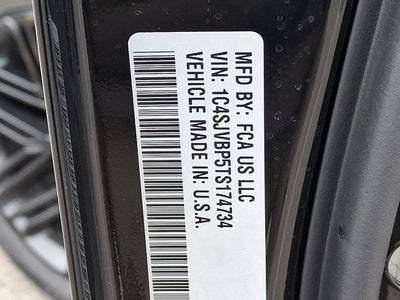 MFD BY: FCA US LLC
VIN: 1C4SJVBP5TS174734
VEHICLE MADE IN: U.S.A.